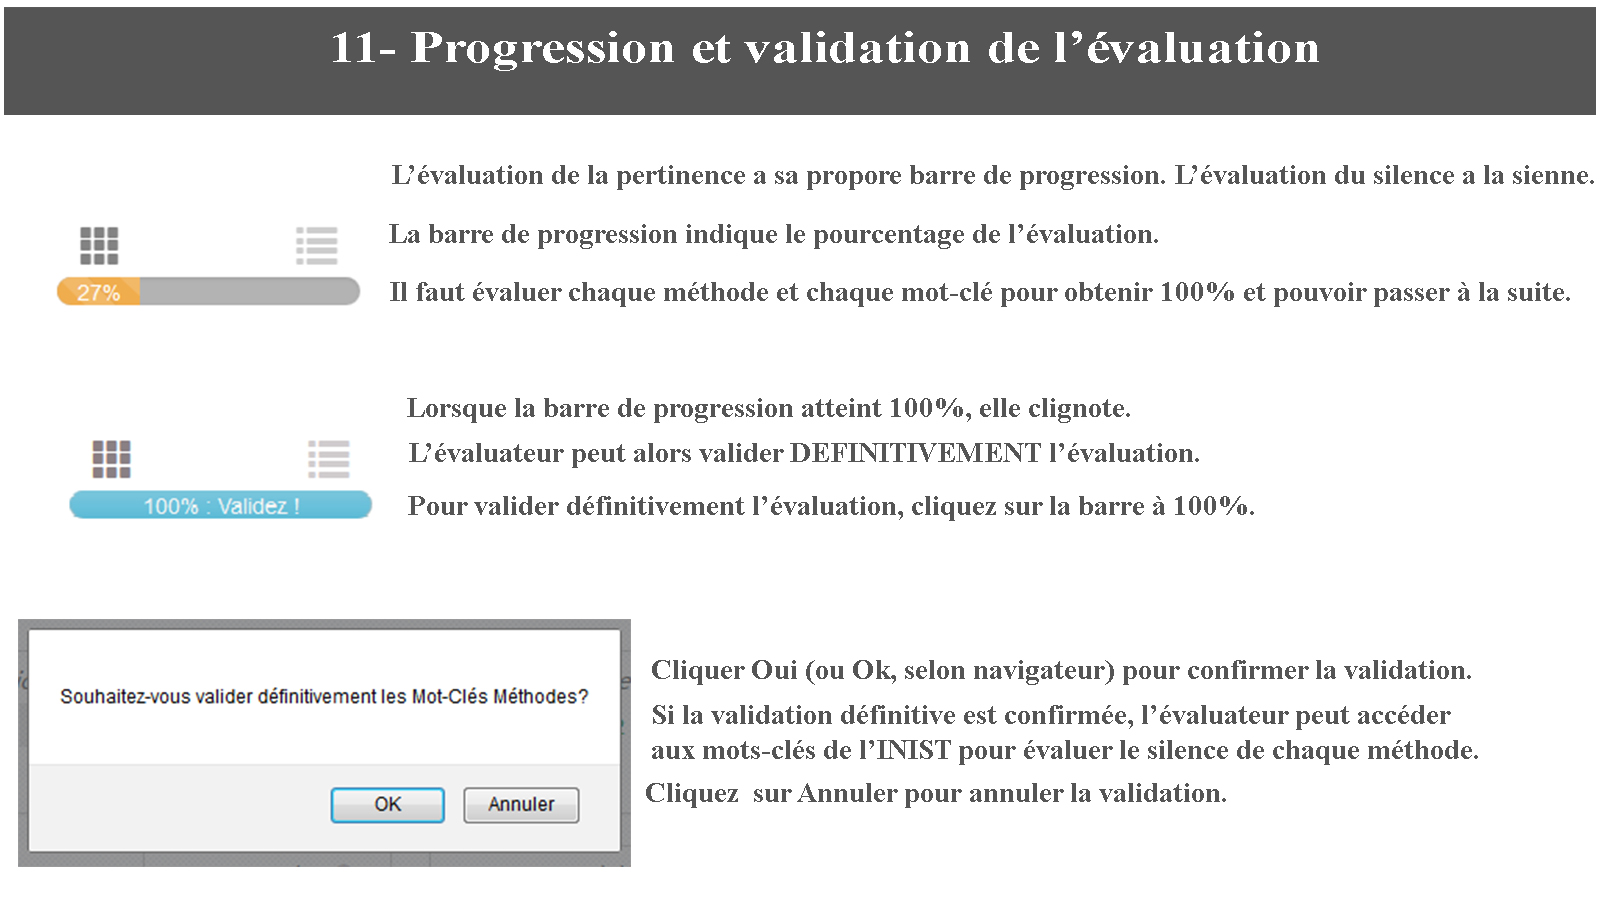 11- Progression et validation de l’évaluation
L’évaluation de la pertinence a sa propore barre de progression. L’évaluation du silence a la sienne.
La barre de progression indique le pourcentage de l’évaluation.
27%
Il faut évaluer chaque méthode et chaque mot-clé pour obtenir 100% et pouvoir passer à la suite.
Lorsque la barre de progression atteint 100%, elle clignote.
L’évaluateur peut alors valider DEFINITIVEMENT l’évaluation.
100% : Validez !
Pour valider définitivement l’évaluation, cliquez sur la barre à 100%.
Souhaitez-vous valider définitivement les Mot-Clés Méthodes?
OK
Annuler
Cliquer Oui (ou Ok, selon navigateur) pour confirmer la validation.
Si la validation définitive est confirmée, l’évaluateur peut accéder
aux mots-clés de l’INIST pour évaluer le silence de chaque méthode.
Cliquez  sur Annuler pour annuler la validation.